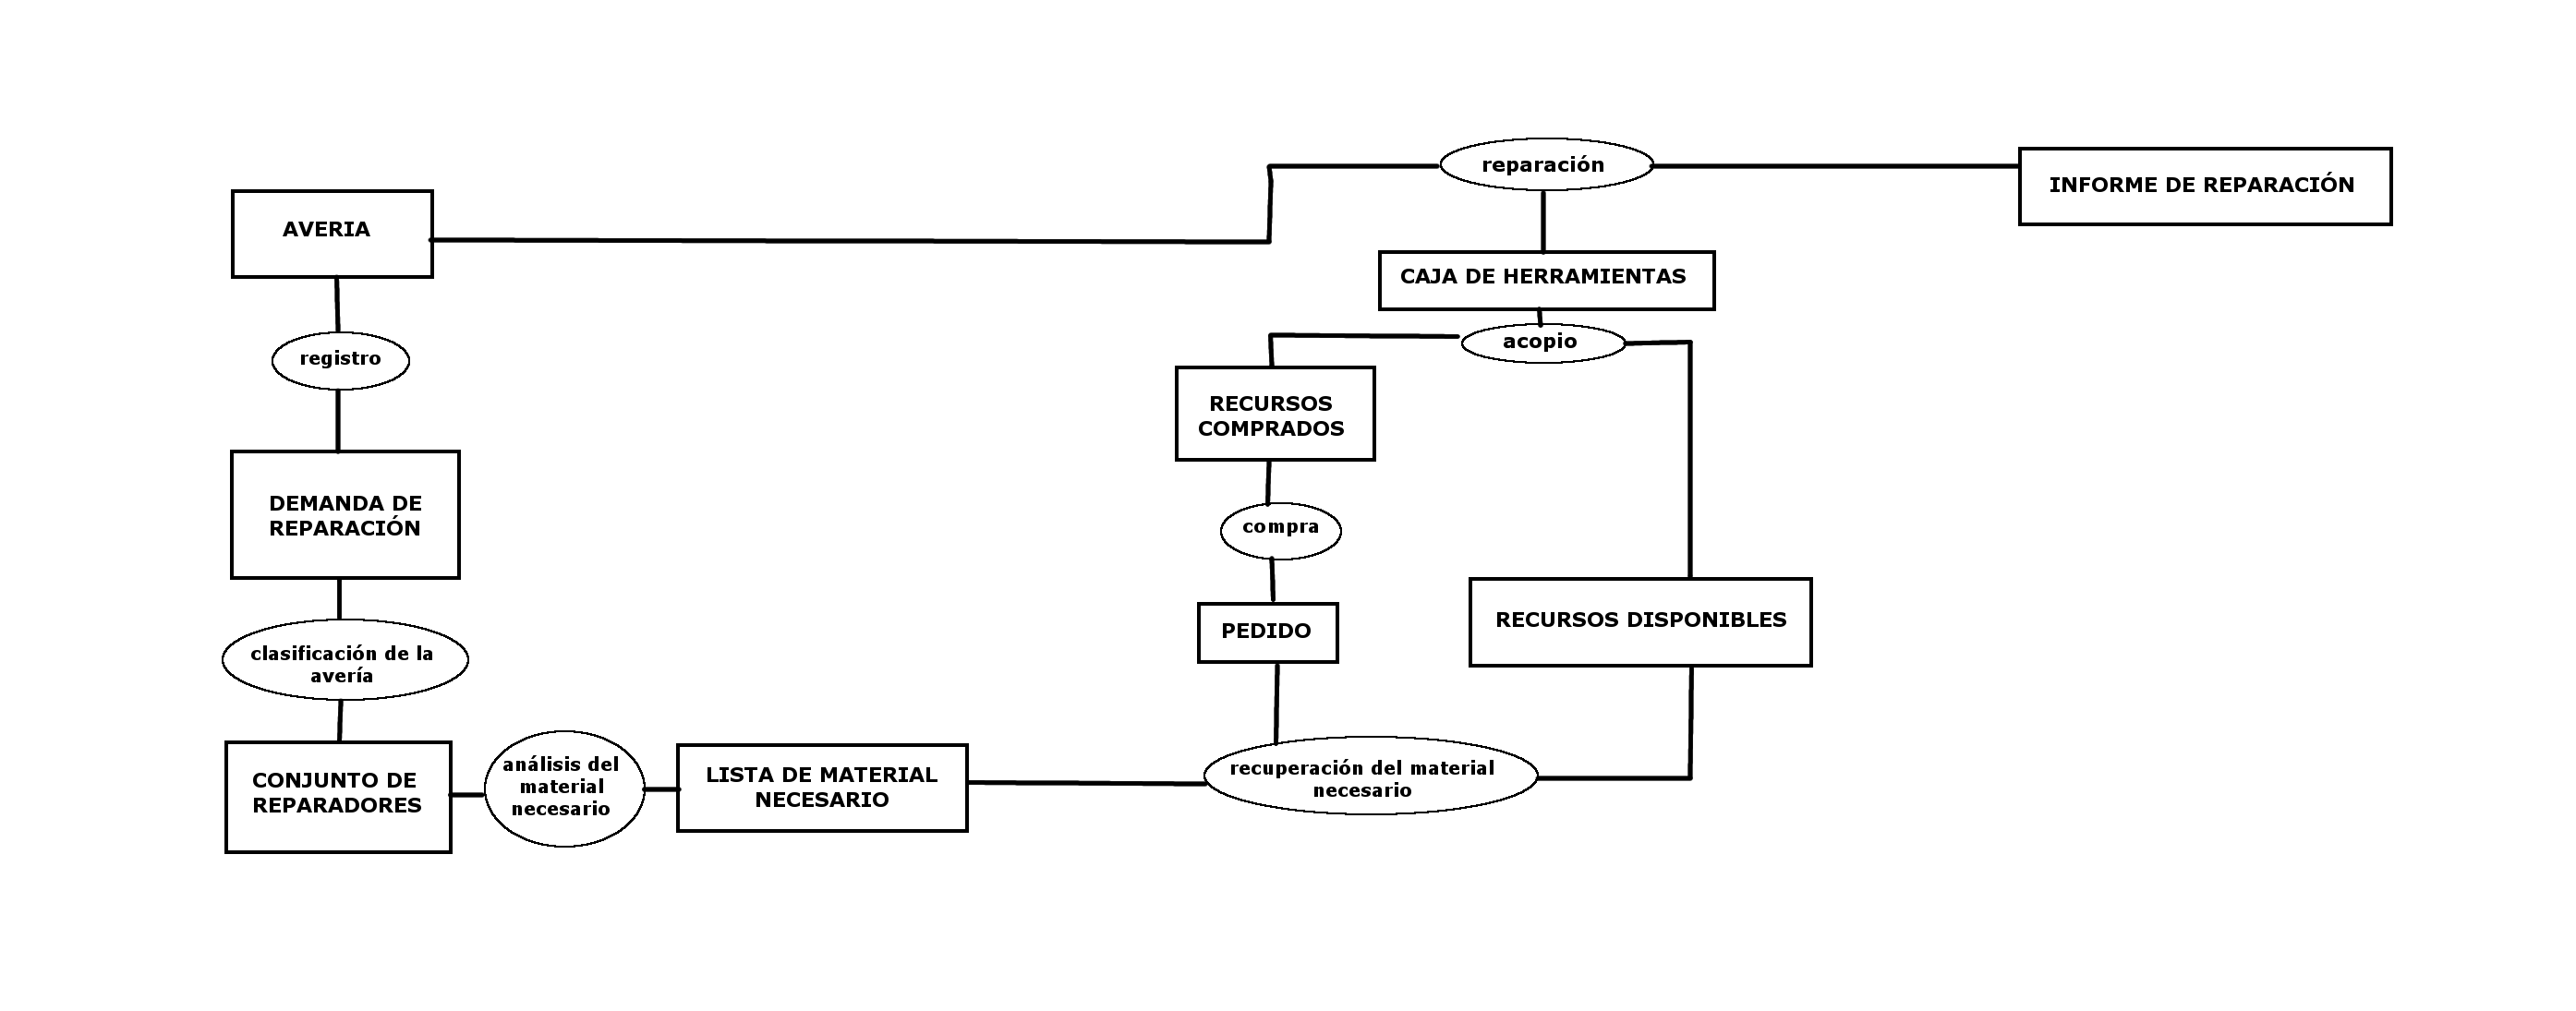 reparación
INFORME DE REPARACIÓN
AVERIA
CAJA DE HERRAMIENTAS
acopio
registro
RECURSOS
COMPRADOS
DEMANDA DE
REPARACIÓN
compra
PEDIDO
RECURSOS DISPONIBLES
clasificación de la
avería
CONJUNTO DE
REPARADORES
análisis del
material
necesario
LISTA DE MATERIAL
NECESARIO
recuperación del material
necesario